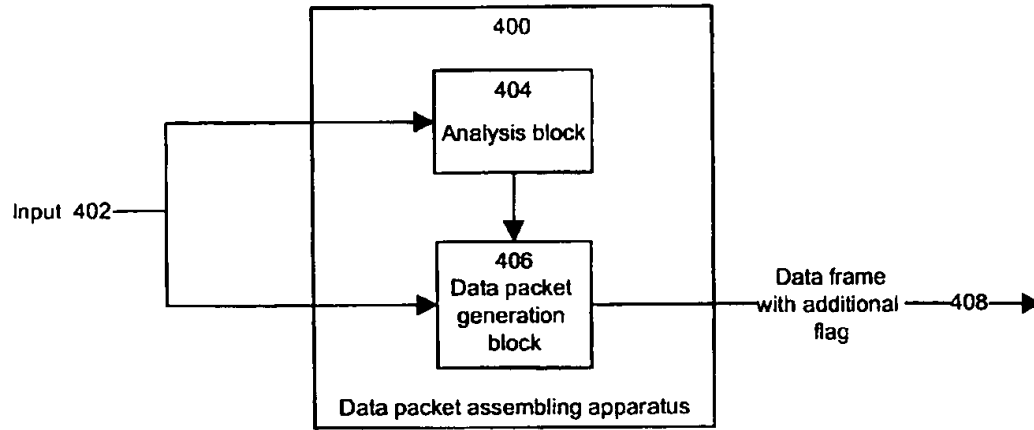 400
404
Analysis block
Input 402
406
Data packet
generation
block
Data frame
with additional
flag
408
Data packet assembling apparatus